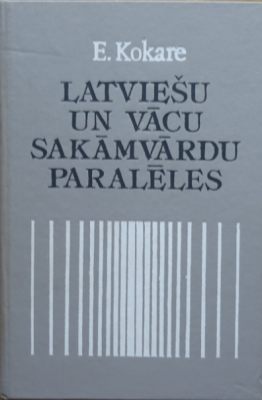 E. Kokare
LATVIEŠU
UN VĀCU
SAKĀMVĀRDU
PARALĒLES